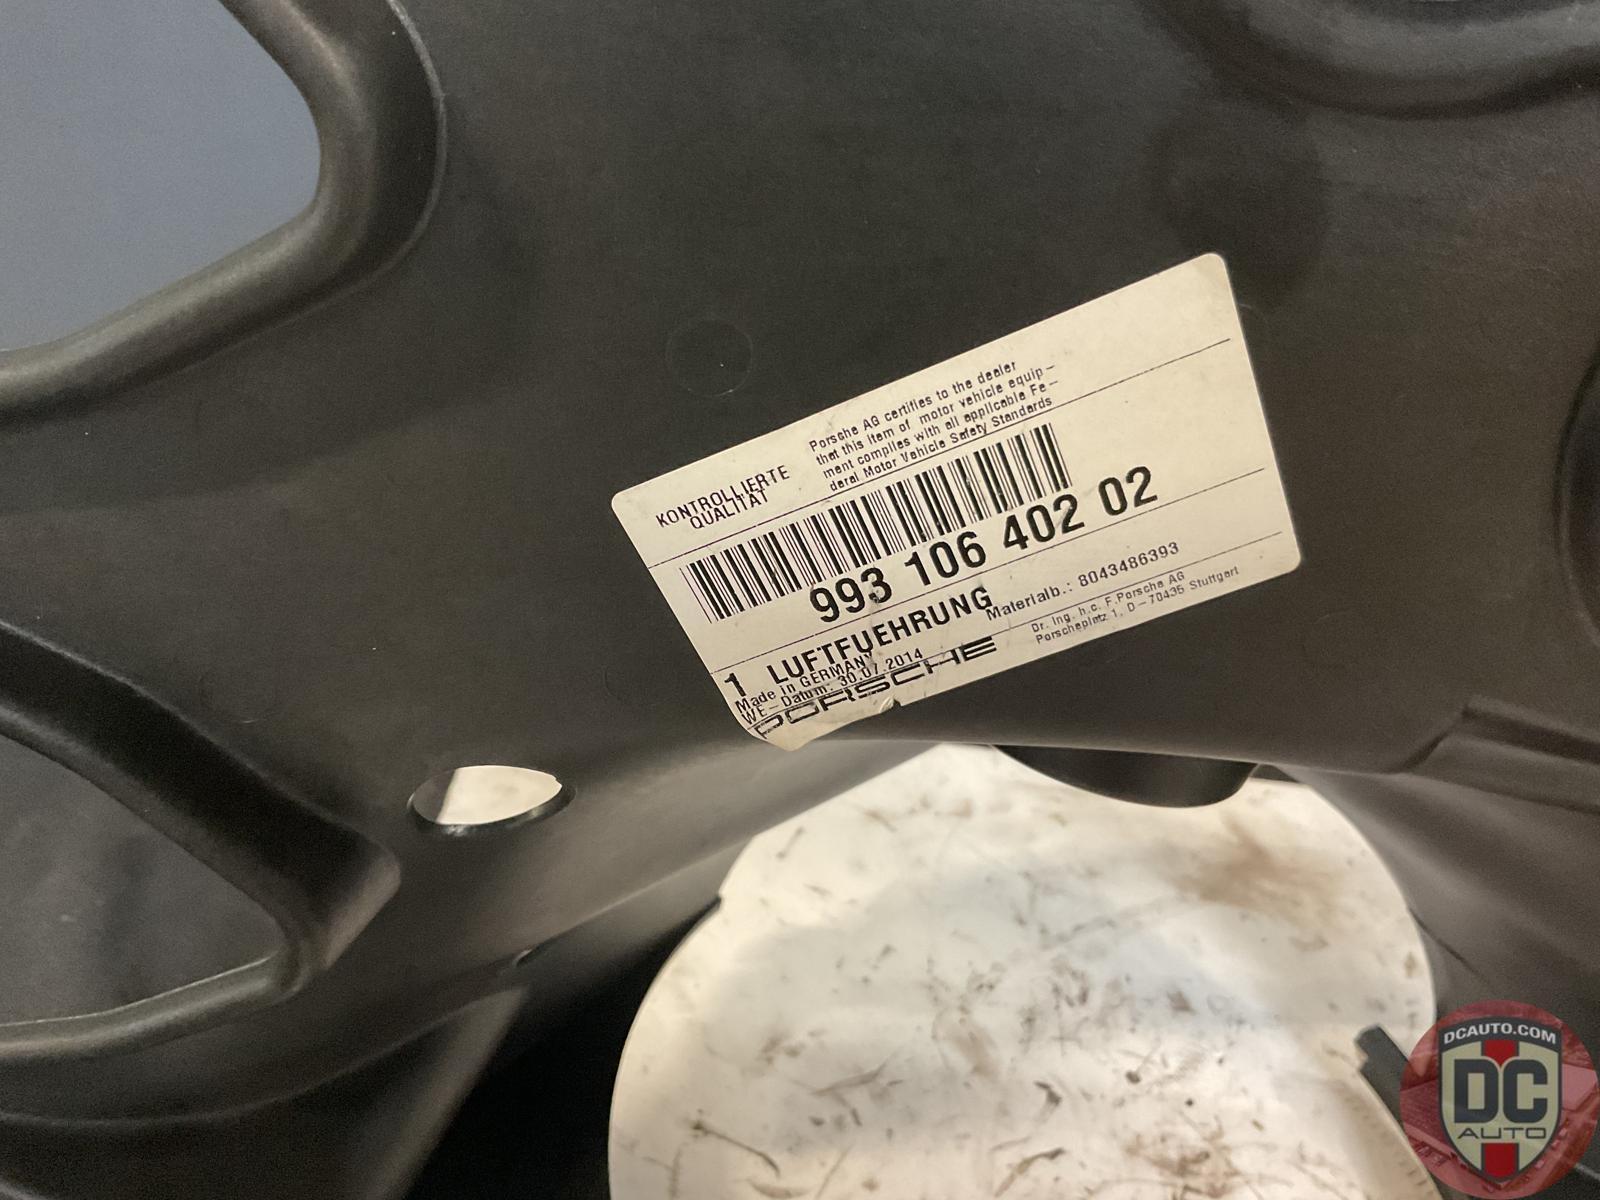 KONTROLLIERTE
QUALITÄT
Porsche AG certifies to the dealer
that this item of motor vehicle equip-
ment complies with all applicable Fe-
deral Motor Vehicle Safety Standards
993 106 402 02
1 LUFTFUEHRUNG
Materialb.: 8043486393
Made in GERMANY
WE-Datum: 30.07.2014
PORSCHE
Dr. Ing. h.c. F.Porsche AG
Porscheplatz 1, D-70435 Stuttgart
DCAUTO.COM
DC
AUTO